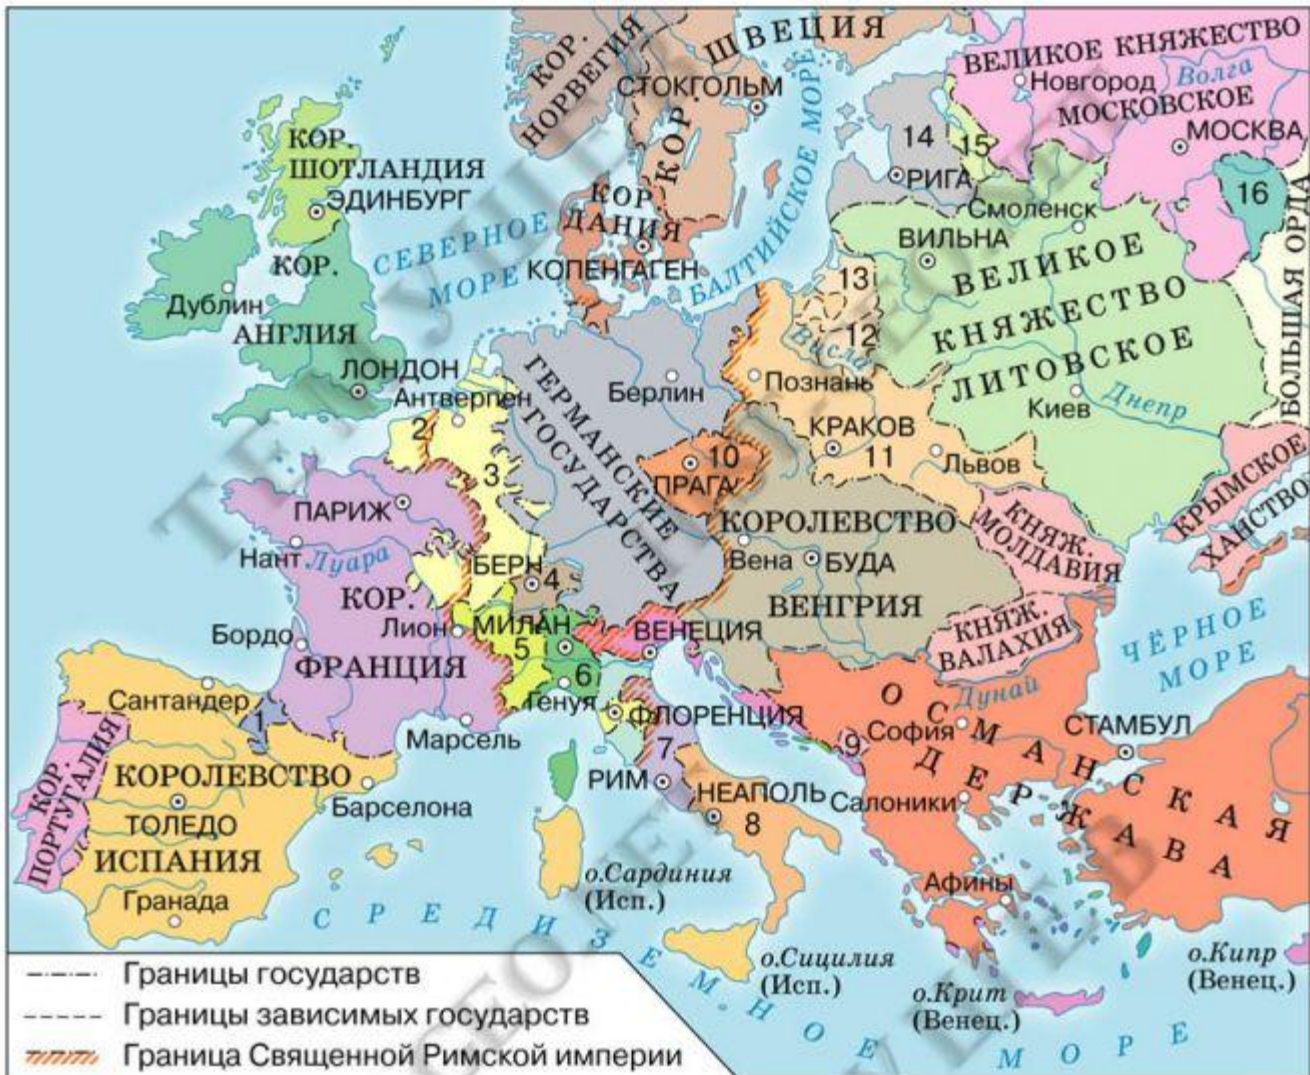 КОР.
НОРВЕГИЯ
КОР. ШВЕЦИЯ
СТОКГОЛЬМ
ВЕЛИКОЕ КНЯЖЕСТВО
Новгород
Волга
МОСКОВСКОЕ
МОСКВА
14
15
16
РИГА
КОР.
ШОТЛАНДИЯ
ЭДИНБУРГ
КОР.
ДАНИЯ
КОПЕНГАГЕН
СЕВЕРНОЕ
МОРЕ
БАЛТИЙСКОЕ МОРЕ
Смоленск
ВИЛЬНА
ВЕЛИКОЕ
КНЯЖЕСТВО
ЛИТОВСКОЕ
БОЛЬШАЯ ОРДА
КОР.
АНГЛИЯ
Дублин
ЛОНДОН
13
12
Висла
Антверпен
ГЕРМАНСКИЕ
ГОСУДАРСТВА
Берлин
Познань
Киев
Днепр
2
3
10
ПРАГА
КРАКОВ
11
Львов
КРЫМСКОЕ
ХАНСТВО
ПАРИЖ
Нант
Луара
БЕРН
4
КОРОЛЕВСТВО
ВЕНГРИЯ
Вена
БУДА
КНЯЖ.
МОЛДАВИЯ
КОР.
ФРАНЦИЯ
Лион
Бордо
МИЛАН
5
6
ВЕНЕЦИЯ
КНЯЖ.
ВАЛАХИЯ
ЧЁРНОЕ
МОРЕ
Сантандер
1
Марсель
Генуя
ФЛОРЕНЦИЯ
7
Дунай
ОСМАНСКАЯ
ДЕРЖАВА
9
София
СТАМБУЛ
КОР.
ПОРТУГАЛИЯ
КОРОЛЕВСТВО
ТОЛЕДО
ИСПАНИЯ
Барселона
Гранада
РИМ
НЕАПОЛЬ
8
Салоники
Афины
о.Сардиния
(Исп.)
о.Сицилия
(Исп.)
о.Крит
(Венец.)
о.Кипр
(Венец.)
СРЕДИЗЕМНОЕ МОРЕ
Границы государств
Границы зависимых государств
Граница Священной Римской империи